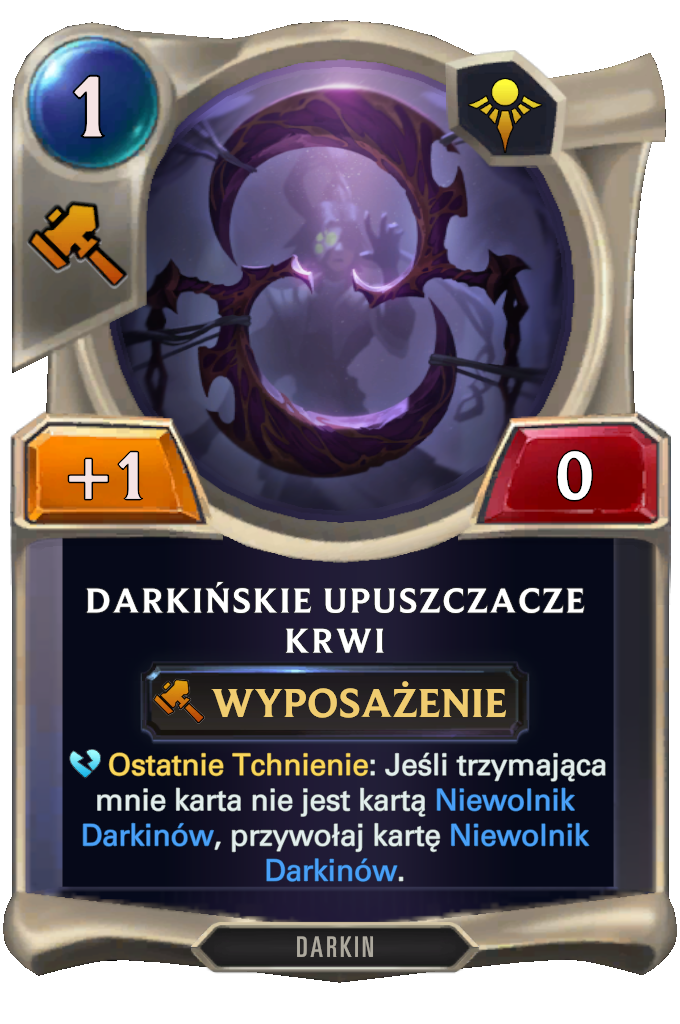 1
+1
0
DARKIŃSKIE UPUSZCZACZE
KRWI
WYPOSAŻENIE
Ostatnie Tchnienie: Jeśli trzymająca
mnie karta nie jest kartą Niewolnik
Darkinów, przywołaj kartę Niewolnik
Darkinów.
DARKIN